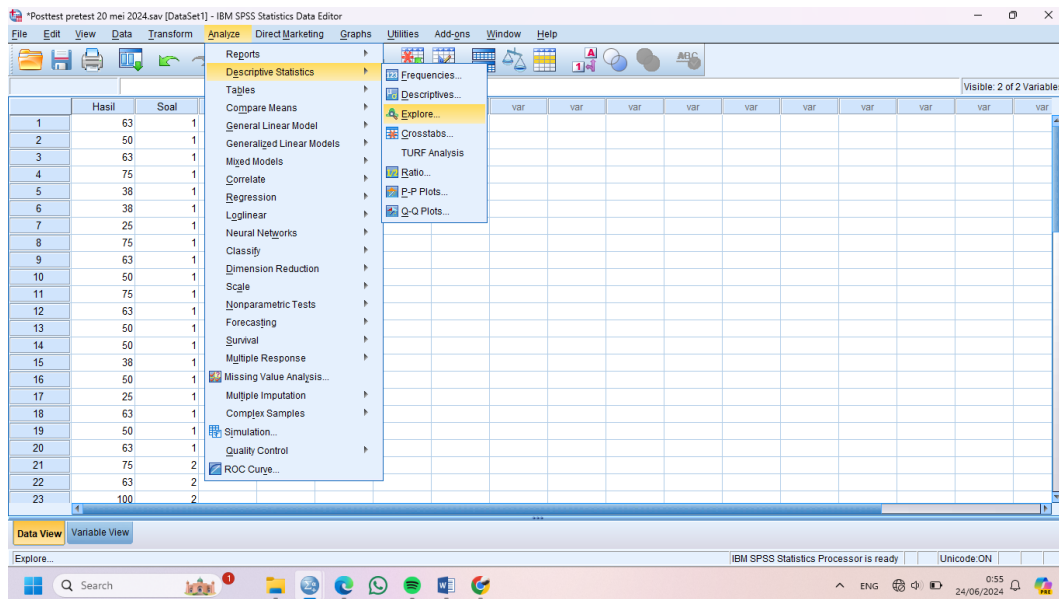 *Posttest pretest 20 mei 2024.sav [DataSet1] - IBM SPSS Statistics Data Editor
File Edit View Data Transform Analyze Direct Marketing Graphs Utilities Add-ons Window Help
Visible: 2 of 2 Variable
Hasil Soal var var var var var var var var var var
Reports
Descriptive Statistics
Tables
Compare Means
General Linear Model
Generalized Linear Models
Mixed Models
Correlate
Regression
Loglinear
Neural Networks
Classify
Dimension Reduction
Scale
Nonparametric Tests
Forecasting
Survival
Multiple Response
Missing Value Analysis...
Multiple Imputation
Complex Samples
Simulation...
Quality Control
ROC Curve...
Frequencies...
Descriptives...
Explore...
Crosstabs...
TURF Analysis
Ratio...
P-P Plots...
Q-Q Plots...
1 63 1
2 50 1
3 63 1
4 75 1
5 38 1
6 38 1
7 25 1
8 75 1
9 63 1
10 50 1
11 75 1
12 63 1
13 50 1
14 50 1
15 38 1
16 50 1
17 25 1
18 63 1
19 50 1
20 63 1
21 75 2
22 63 2
23 100 2
Data View Variable View
Explore... IBM SPSS Statistics Processor is ready Unicode:ON
Search ENG 0:55
24/06/2024